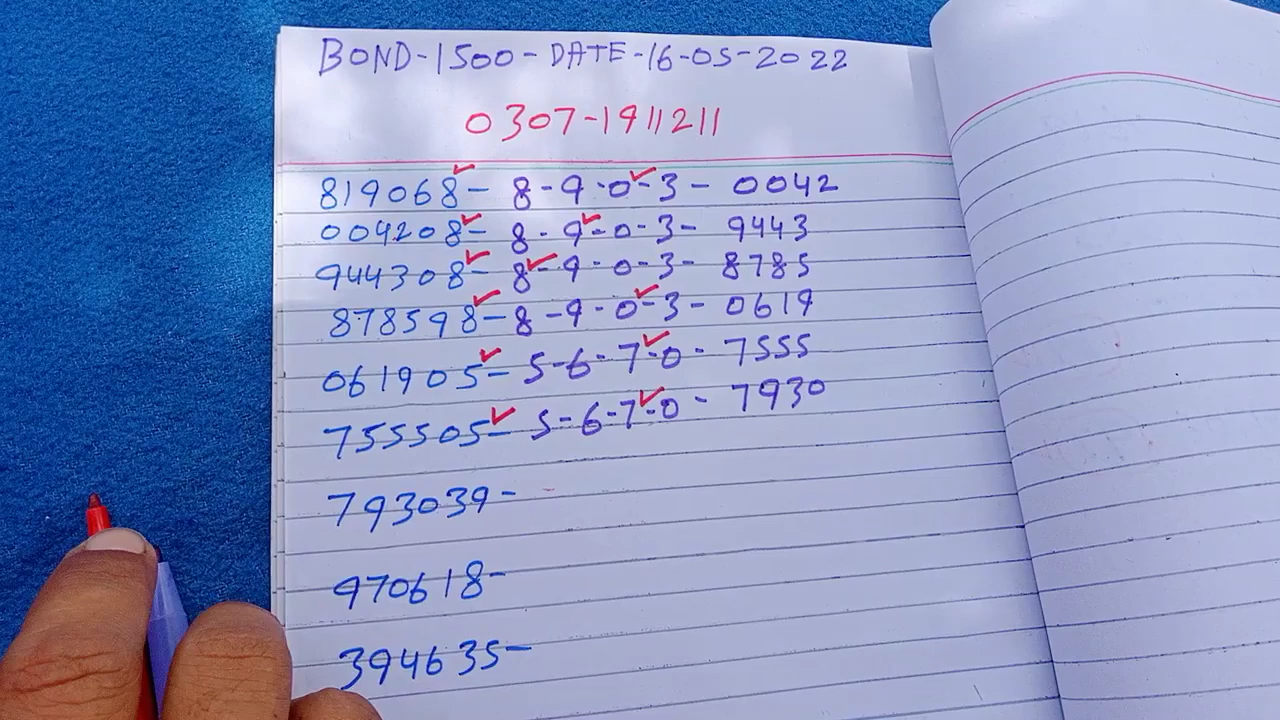 BOND-1500-DATE-16-05-2022
0307-1911211
819068- 8-9-0-3- 0042
004208- 8-9-0-3- 9443
944308- 8-9-0-3- 8785
878598-8-9-0-3- 0619
061905- 5-6-7-0- 7555
755505- 5-6-7-0- 7930
793039-
970618-
394635-